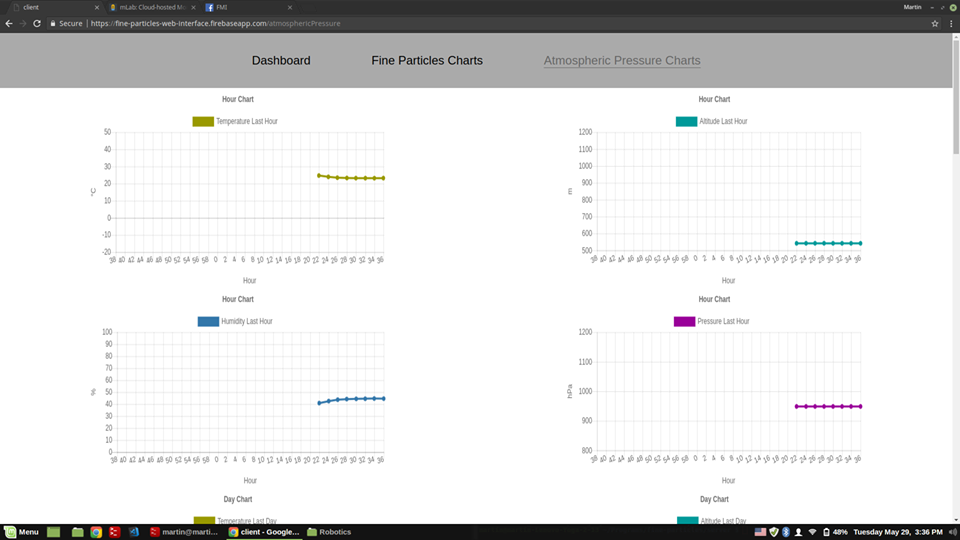 client
mLab: Cloud-hosted Mo
FMI
Martin
Secure | https://fine-particles-web-interface.firebaseapp.com/atmosphericPressure
Dashboard
Fine Particles Charts
Atmospheric Pressure Charts
Hour Chart
Temperature Last Hour
50
40
30
20
10
0
-10
-20
°C
38 40 42 44 46 48 50 52 54 56 58 0 2 4 6 8 10 12 14 16 18 20 22 24 26 28 30 32 34 36
Hour
Hour Chart
Altitude Last Hour
1200
1100
1000
900
800
700
600
500
m
38 40 42 44 46 48 50 52 54 56 58 0 2 4 6 8 10 12 14 16 18 20 22 24 26 28 30 32 34 36
Hour
Hour Chart
Humidity Last Hour
100
90
80
70
60
50
40
30
20
10
0
%
38 40 42 44 46 48 50 52 54 56 58 0 2 4 6 8 10 12 14 16 18 20 22 24 26 28 30 32 34 36
Hour
Hour Chart
Pressure Last Hour
1200
1100
1000
900
800
hPa
38 40 42 44 46 48 50 52 54 56 58 0 2 4 6 8 10 12 14 16 18 20 22 24 26 28 30 32 34 36
Hour
Day Chart
Temperature Last Day
Day Chart
Altitude Last Day
Menu
martin@marti...
client - Google...
Robotics
48%
Tuesday May 29, 3:36 PM